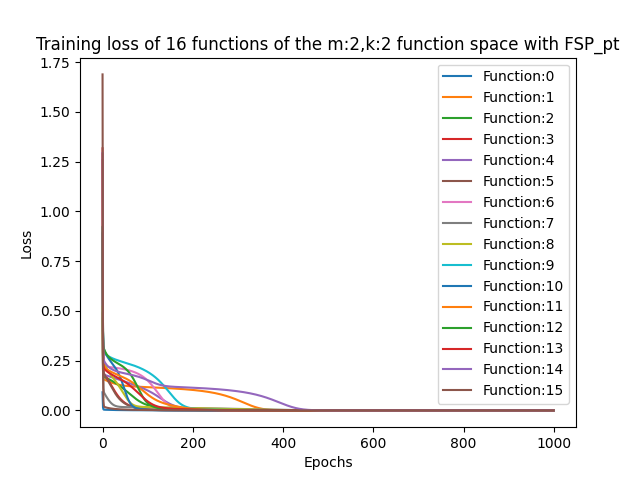 Training loss of 16 functions of the m:2,k:2 function space with FSP_pt
1.75
1.50
1.25
1.00
0.75
0.50
0.25
0.00
Loss
0 200 400 600 800 1000
Epochs
Function:0
Function:1
Function:2
Function:3
Function:4
Function:5
Function:6
Function:7
Function:8
Function:9
Function:10
Function:11
Function:12
Function:13
Function:14
Function:15